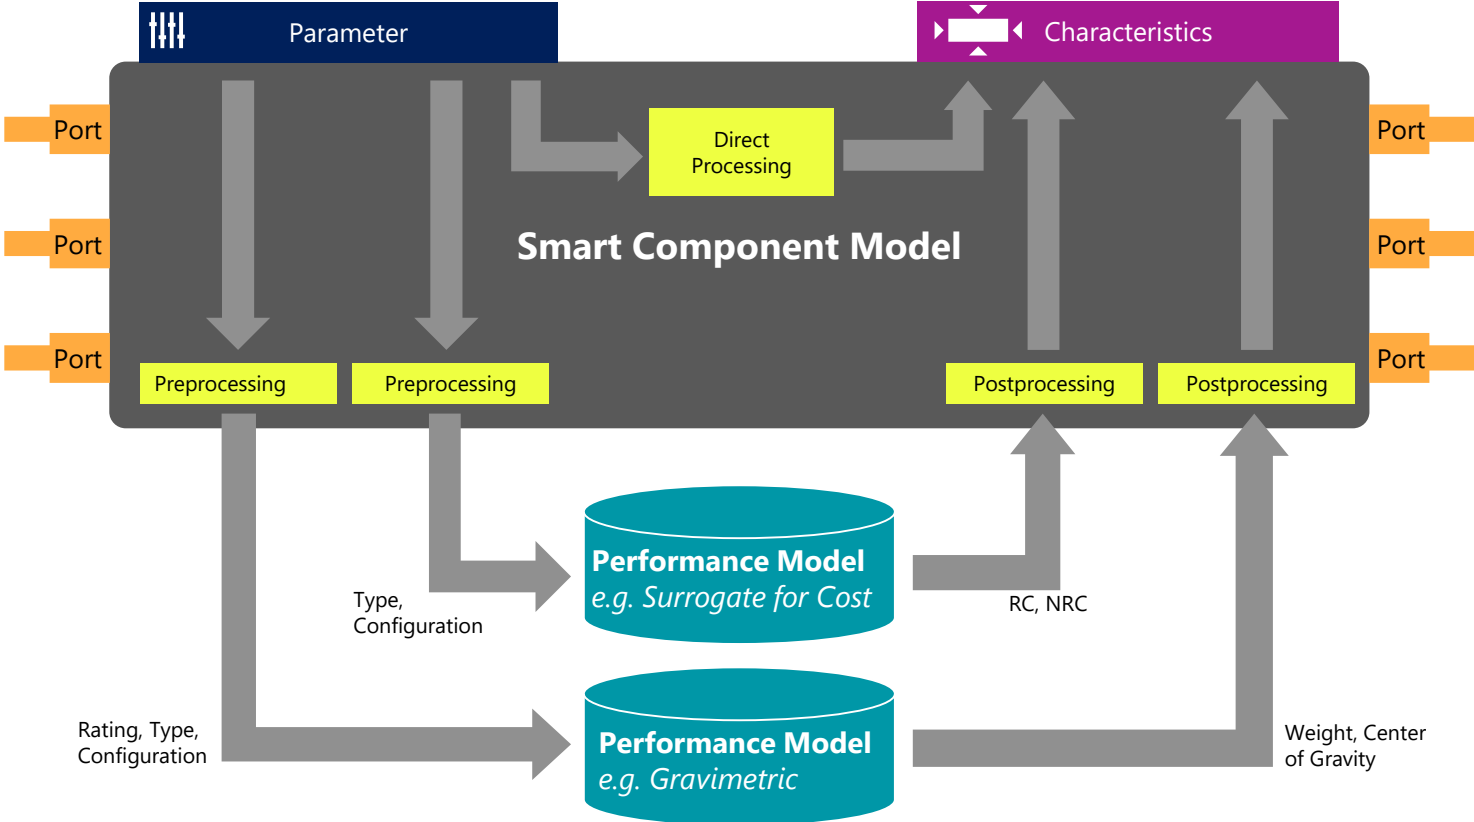 Parameter
Characteristics
Port
Port
Direct
Processing
Smart Component Model
Port
Port
Port
Port
Preprocessing
Preprocessing
Postprocessing
Postprocessing
Performance Model
e.g. Surrogate for Cost
Type,
Configuration
RC, NRC
Rating, Type,
Configuration
Performance Model
e.g. Gravimetric
Weight, Center
of Gravity